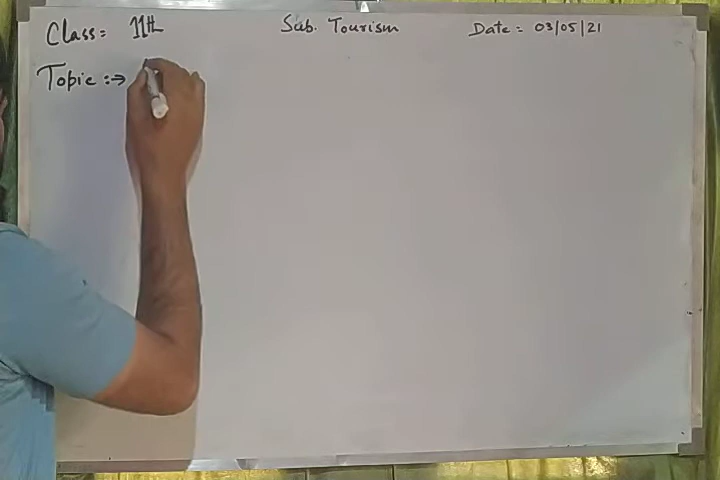 Class:- 11th Sub. Tourism Date:- 03/05/21
Topic :→